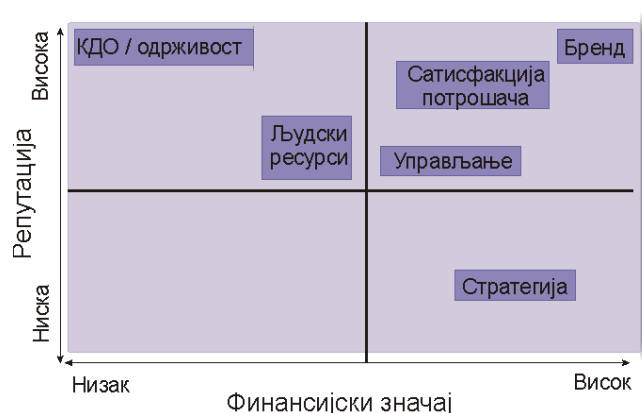 КДО / одрживост
Бренд
Сатисфакција
потрошача
Људски
ресурси
Управљање
Стратегија
Висока
Репутација
Ниска
Низак
Висок
Финансијски значај